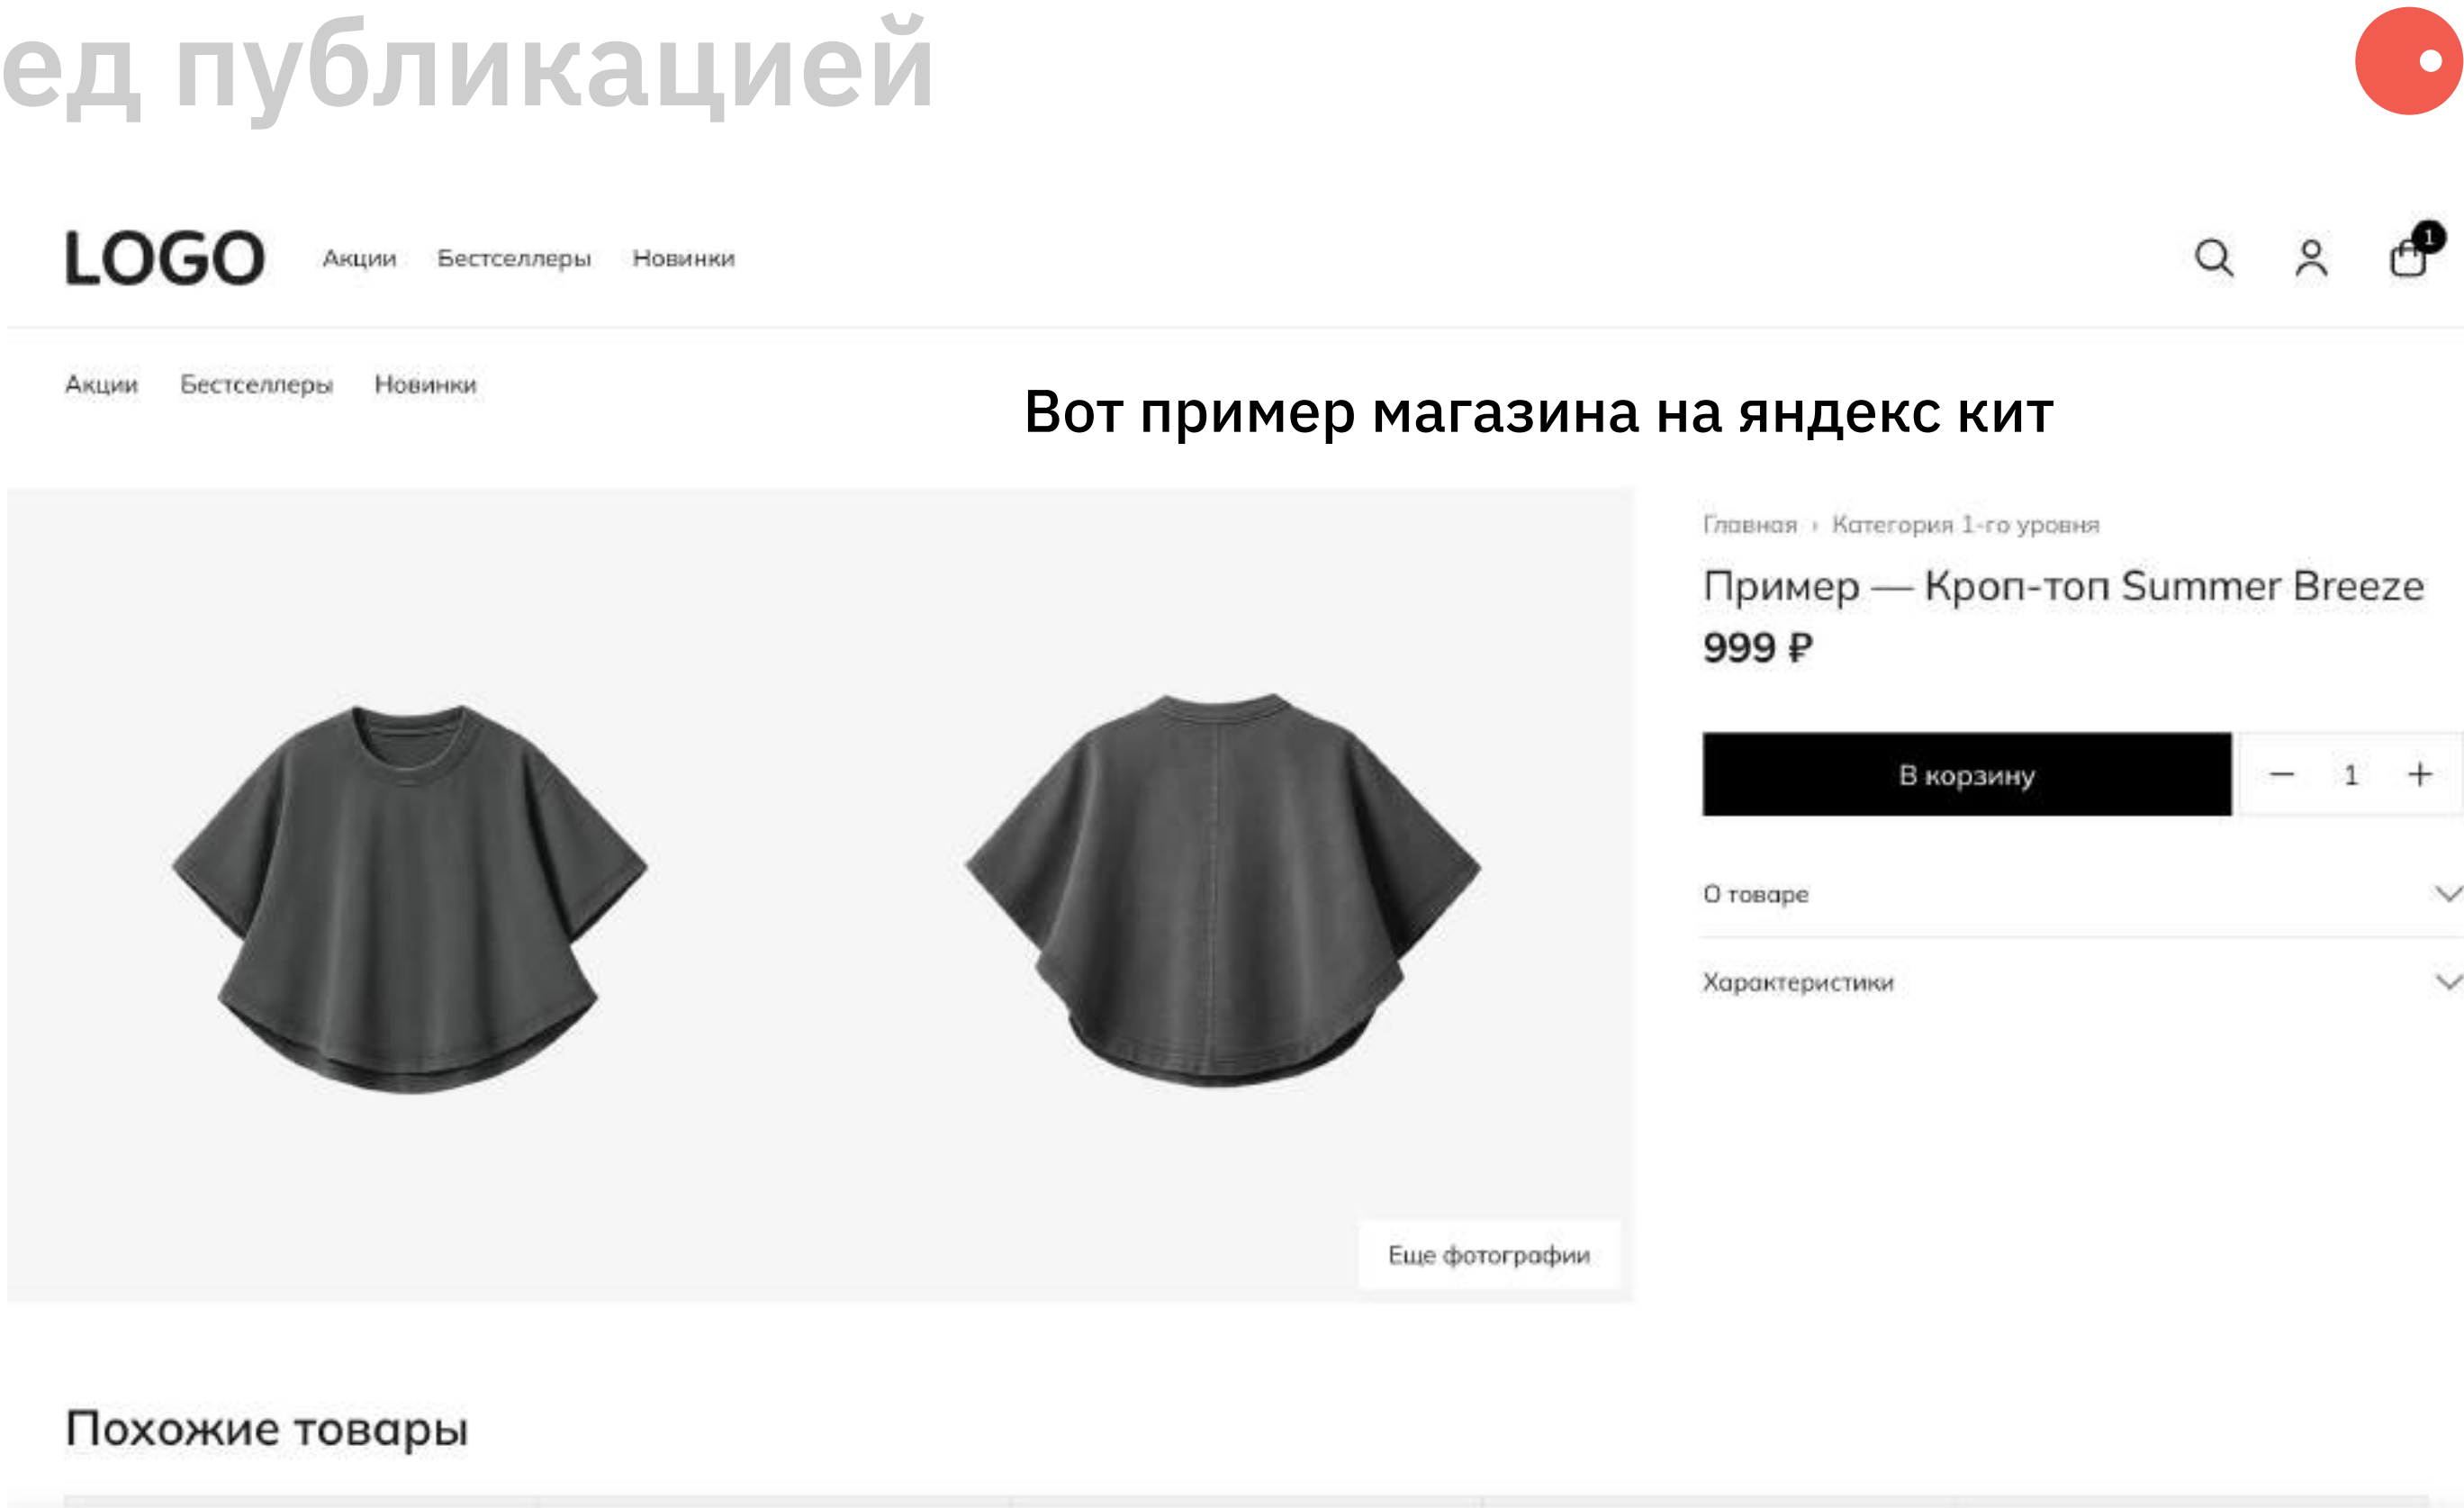 ед публикацией
LOGO Акции Бестселлеры Новинки 1
Акции Бестселлеры Новинки
Вот пример магазина на яндекс кит
Главная › Категория 1-го уровня
Пример — Кроп-топ Summer Breeze
999 ₽
В корзину — 1 +
О товаре
Характеристики
Еще фотографии
Похожие товары